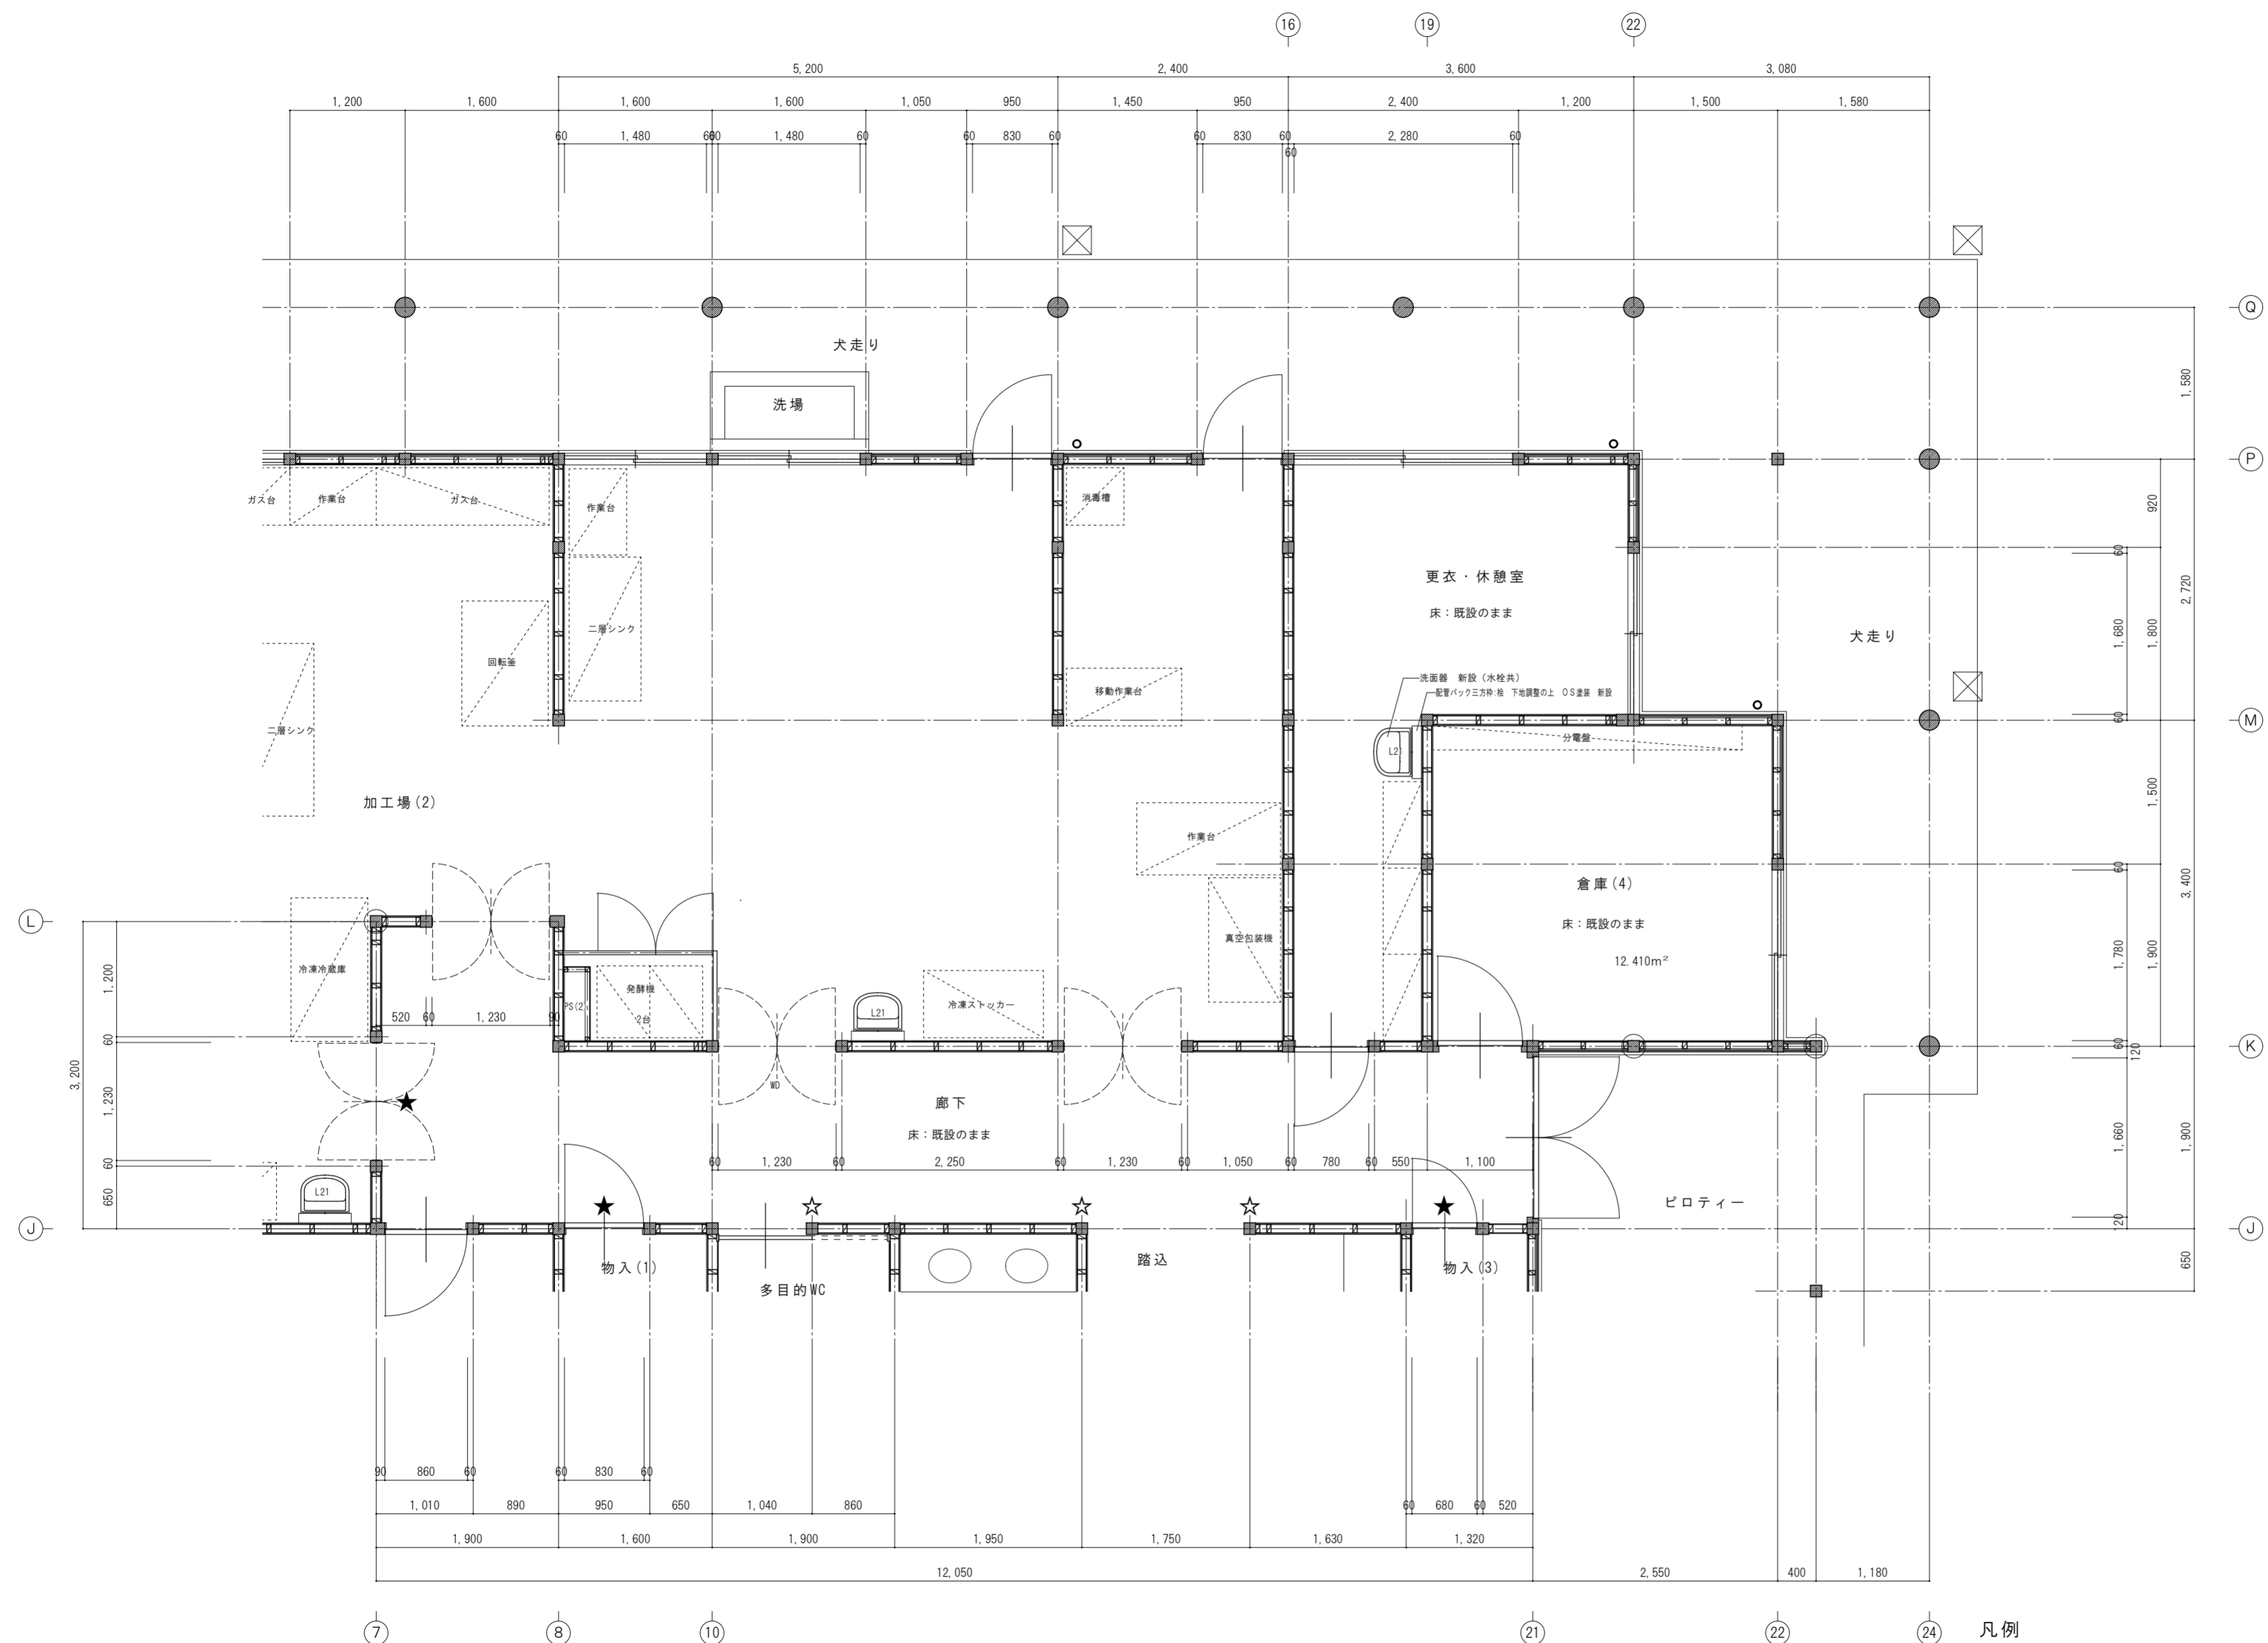 16 19 22
5,200 2,400 3,600 3,080
1,200 1,600 1,600 1,600 1,050 950 1,450 950 2,400 1,200 1,500 1,580
60 1,480 60 60 1,480 60 60 830 60 60 830 60 2,280 60
60
Q
犬走り
1,580
洗場
P
ガス台 作業台 ガス台 作業台 消毒槽
920
60
更衣・休憩室
2,720
床:既設のまま
二層シンク
1,680 1,800
犬走り
回転釜
洗面器 新設(水栓共)
移動作業台
配管パック三方枠:桧 下地調整の上 OS塗装 新設
60
M
二層シンク
分電盤
L21
1,500
加工場(2)
作業台
60
倉庫(4)
3,400
L
床:既設のまま
真空包装機
1,780 1,900
12.410m²
冷凍冷蔵庫
1,200
発酵機
2台
PS(2)
冷凍ストッカー
L21
520 60 1,230 90
60
60
K
120
3,200
WD
1,230
★
廊下
床:既設のまま
1,660 1,900
60
60 1,230 60 2,250 60 1,230 60 1,050 60 780 60 550 1,100
650
L21
★ ☆ ☆ ☆ ★
ピロティー
120
J
J
踏込
650
物入(1)
物入(3)
多目的WC
90 860 60 60 830 60
1,010 890 950 650 1,040 860 60 680 60 520
1,900 1,600 1,900 1,950 1,750 1,630 1,320
12,050 2,550 400 1,180
7 8 10 21 22 24 凡例